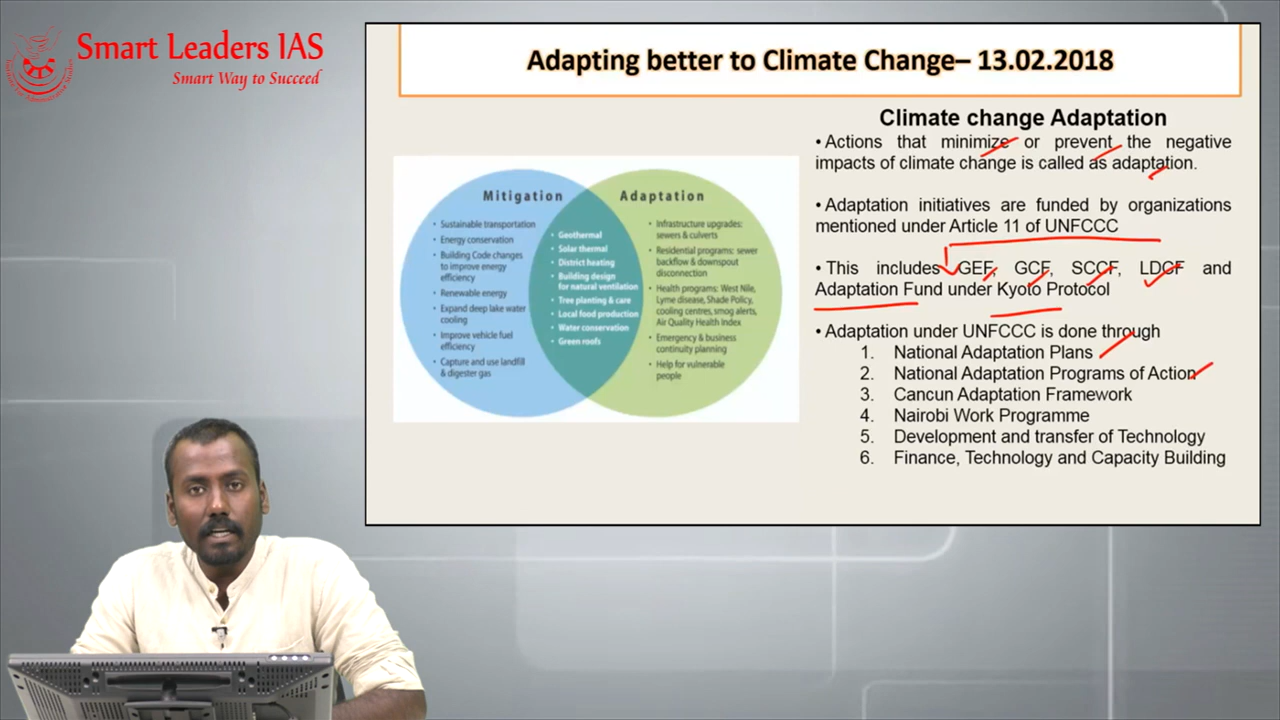 Smart Leaders IAS
Smart Way to Succeed
Adapting better to Climate Change– 13.02.2018
Mitigation
• Sustainable transportation
• Energy conservation
• Building Code changes
to improve energy
efficiency
• Renewable energy
• Expand deep lake water
cooling
• Improve vehicle fuel
efficiency
• Capture and use landfill
& digester gas
• Geothermal
• Solar thermal
• District heating
• Building design
for natural ventilation
• Tree planting & care
• Local food production
• Water conservation
• Green roofs
Adaptation
• Infrastructure upgrades:
sewers & culverts
• Residential programs: sewer
backflow & downspout
disconnection
• Health programs: West Nile,
Lyme disease, Shade Policy,
cooling centres, smog alerts,
Air Quality Health Index
• Emergency & business
continuity planning
• Help for vulnerable
people
Climate change Adaptation
• Actions that minimize or prevent the negative
impacts of climate change is called as adaptation.
• Adaptation initiatives are funded by organizations
mentioned under Article 11 of UNFCCC
• This includes GEF, GCF, SCCF, LDCF and
Adaptation Fund under Kyoto Protocol
• Adaptation under UNFCCC is done through
1. National Adaptation Plans
2. National Adaptation Programs of Action
3. Cancun Adaptation Framework
4. Nairobi Work Programme
5. Development and transfer of Technology
6. Finance, Technology and Capacity Building